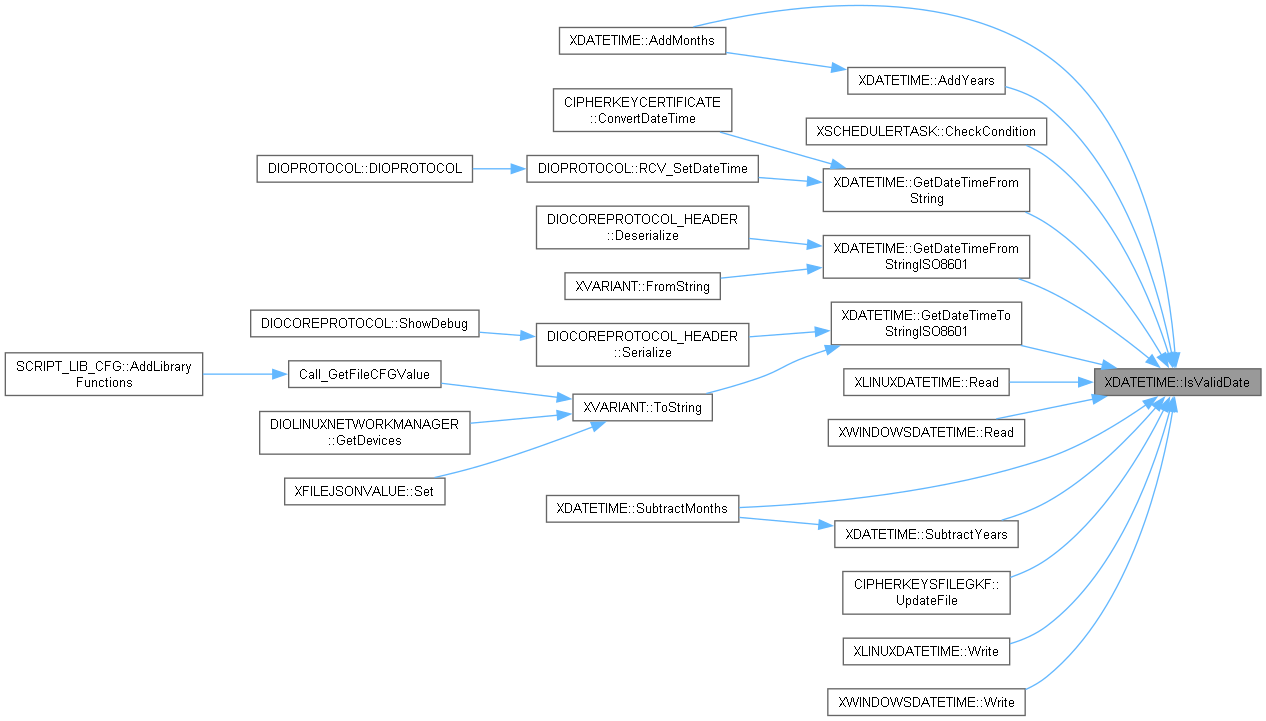 XDATETIME::AddMonths
XDATETIME::AddYears
CIPHERKEYCERTIFICATE
::ConvertDateTime
XSCHEDULERTASK::CheckCondition
DIOPROTOCOL::DIOPROTOCOL
DIOPROTOCOL::RCV_SetDateTime
XDATETIME::GetDateTimeFrom
String
DIOCOREPROTOCOL_HEADER
::Deserialize
XDATETIME::GetDateTimeFrom
StringISO8601
XVARIANT::FromString
XDATETIME::GetDateTimeTo
StringISO8601
DIOCOREPROTOCOL::ShowDebug
DIOCOREPROTOCOL_HEADER
::Serialize
SCRIPT_LIB_CFG::AddLibrary
Functions
Call_GetFileCFGValue
XLINUXDATETIME::Read
XDATETIME::IsValidDate
XVARIANT::ToString
DIOLINUXNETWORKMANAGER
::GetDevices
XWINDOWSDATETIME::Read
XFILEJSONVALUE::Set
XDATETIME::SubtractMonths
XDATETIME::SubtractYears
CIPHERKEYSFILEGKF::
UpdateFile
XLINUXDATETIME::Write
XWINDOWSDATETIME::Write